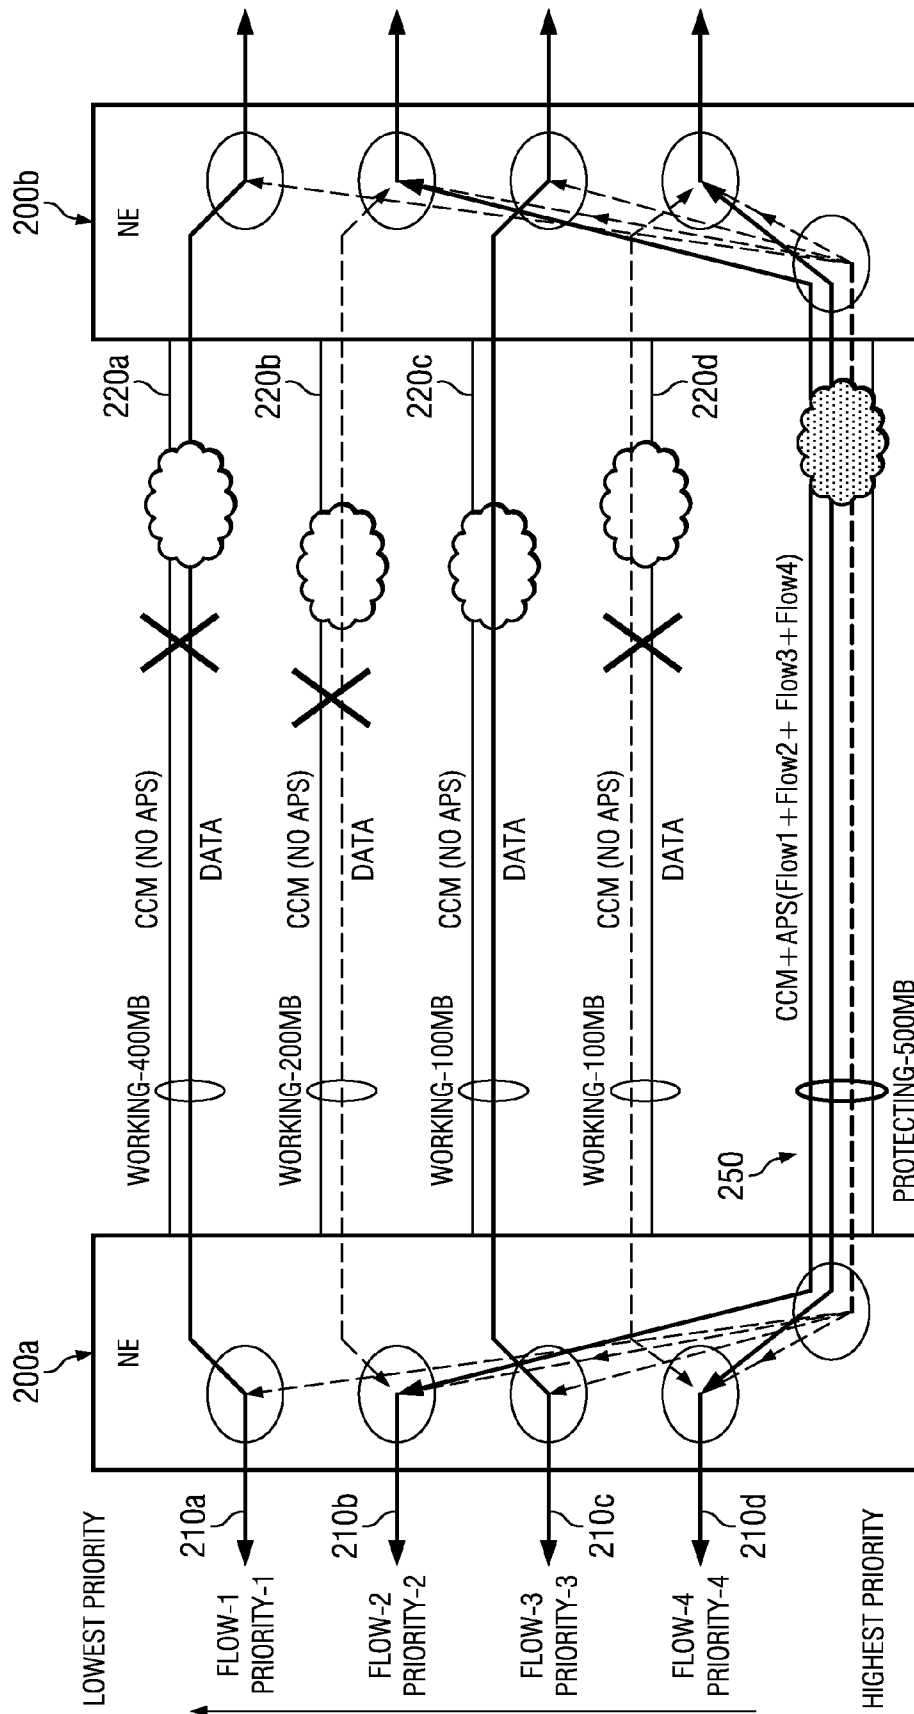 LOWEST PRIORITY
200a
NE
200b
NE
210a
FLOW-1
PRIORITY-1
WORKING-400MB
CCM (NO APS)
DATA
220a
210b
FLOW-2
PRIORITY-2
WORKING-200MB
CCM (NO APS)
DATA
220b
210c
FLOW-3
PRIORITY-3
WORKING-100MB
CCM (NO APS)
DATA
220c
210d
FLOW-4
PRIORITY-4
WORKING-100MB
CCM (NO APS)
DATA
220d
250
CCM+APS(Flow1+Flow2+ Flow3+Flow4)
HIGHEST PRIORITY
PROTECTING-500MB